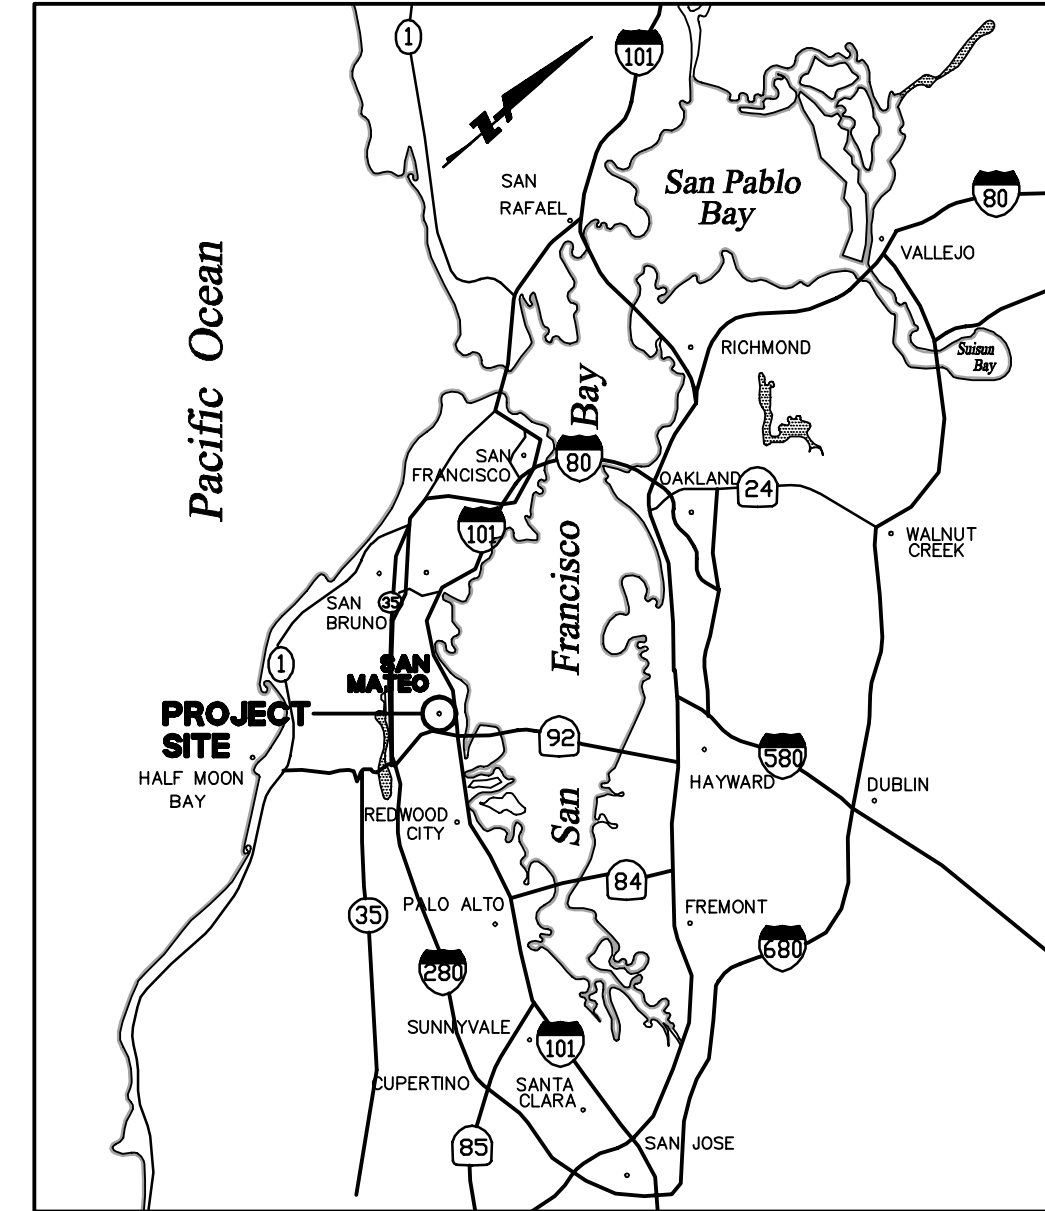 1
101
N
SAN
RAFAEL
San Pablo
Bay
80
VALLEJO
Pacific Ocean
RICHMOND
Suisun
Bay
San Francisco Bay
SAN
FRANCISCO
80
OAKLAND
24
101
WALNUT
CREEK
SAN
BRUNO
35
1
SAN
MATEO
PROJECT
SITE
92
580
HALF MOON
BAY
HAYWARD
DUBLIN
REDWOOD
CITY
84
35
PALO ALTO
FREMONT
280
680
SUNNYVALE
101
CUPERTINO
SANTA
CLARA
85
SAN JOSE